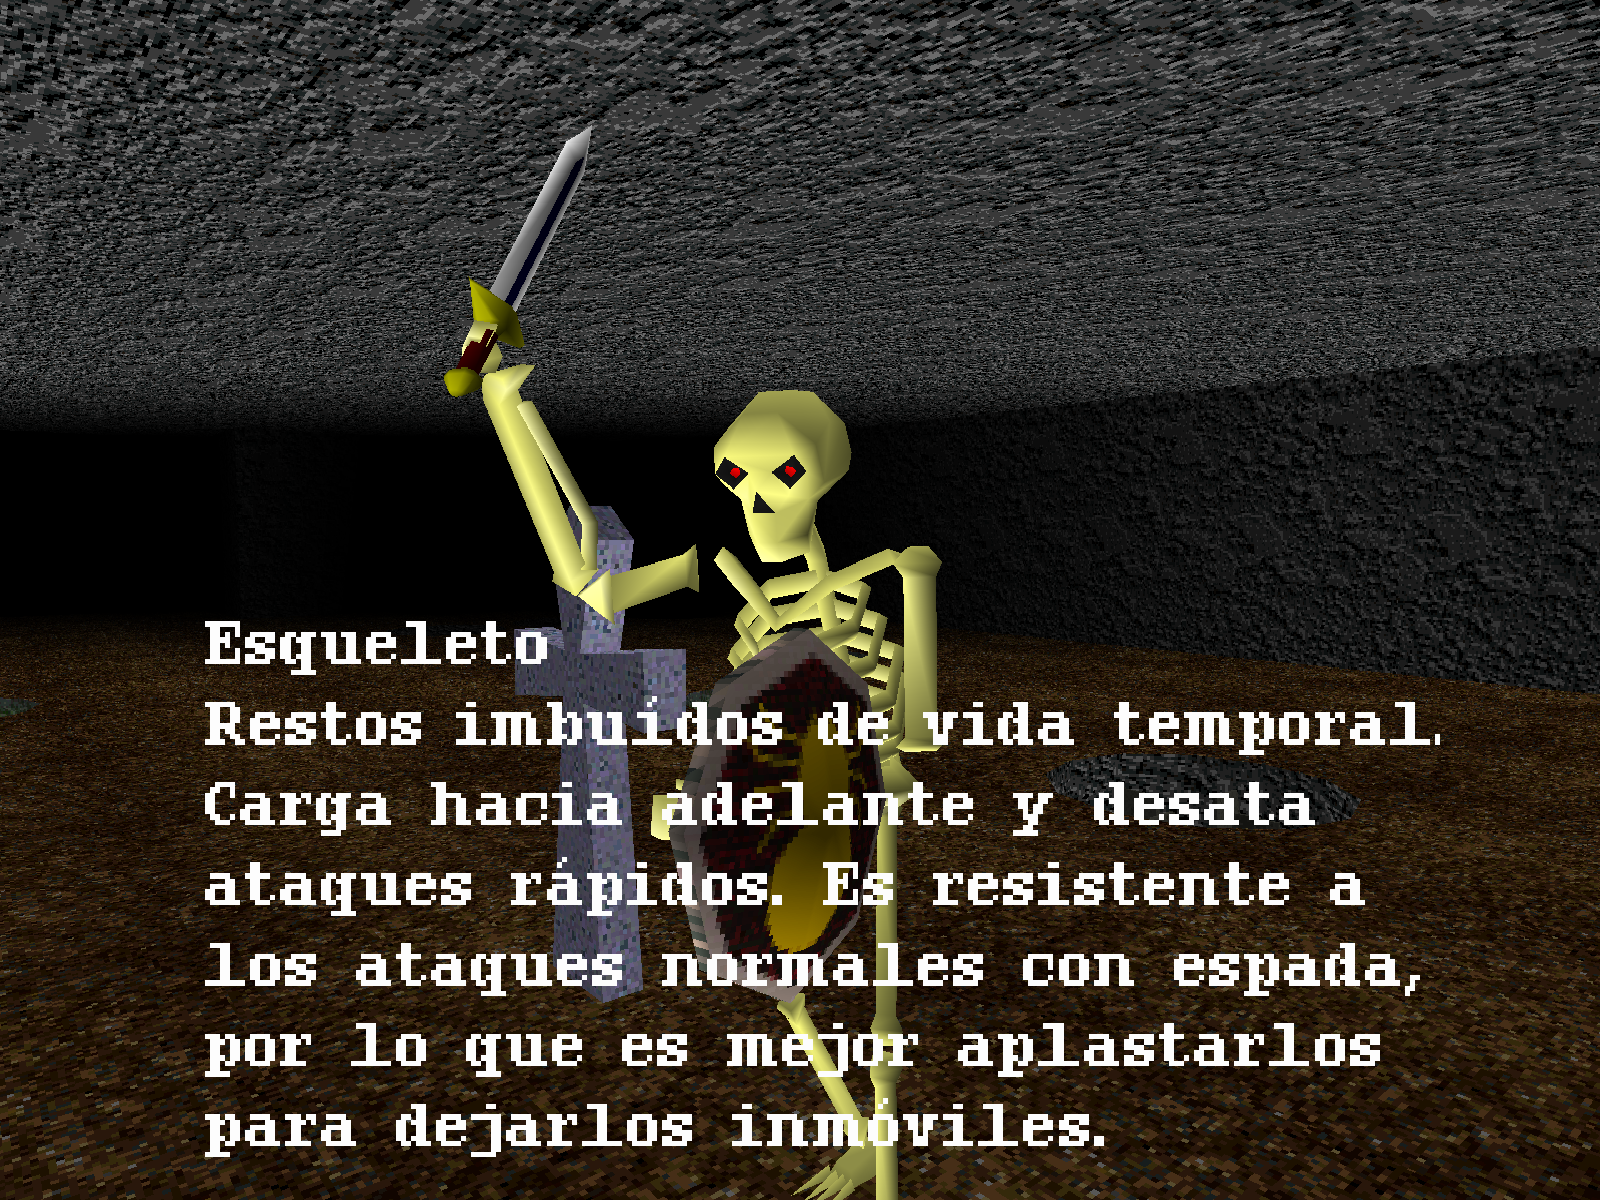 Esqueleto
Restos imbuidos de vida temporal.
Carga hacia adelante y desata
ataques rápidos. Es resistente a
los ataques normales con espada,
por lo que es mejor aplastarlos
para dejarlos inmóviles.